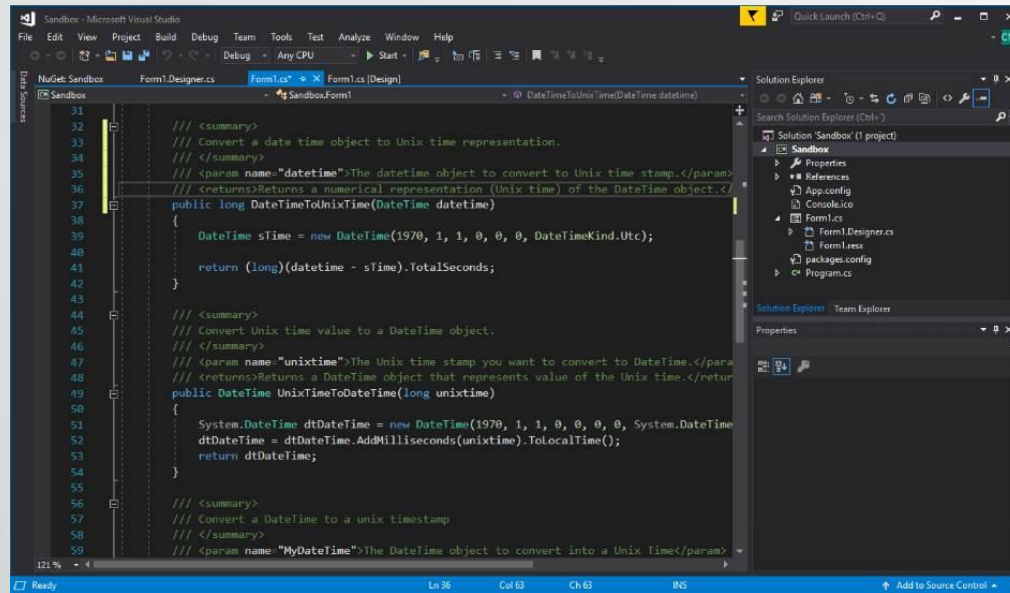 Sandbox - Microsoft Visual Studio
Quick Launch (Ctrl+Q)
File Edit View Project Build Debug Team Tools Test Analyze Window Help
Debug Any CPU Start
Data Sources
NuGet: Sandbox Form1.Designer.cs Form1.cs* Form1.cs [Design]
Sandbox Sandbox.Form1 DateTimeToUnixTime(DateTime datetime)
31
32 /// <summary>
33 /// Convert a date time object to Unix time representation.
34 /// </summary>
35 /// <param name="datetime">The datetime object to convert to Unix time stamp.</param>
36 /// <returns>Returns a numerical representation (Unix time) of the DateTime object.</
37 public long DateTimeToUnixTime(DateTime datetime)
38 {
39 DateTime sTime = new DateTime(1970, 1, 1, 0, 0, 0, DateTimeKind.Utc);
40
41 return (long)(datetime - sTime).TotalSeconds;
42 }
43
44 /// <summary>
45 /// Convert Unix time value to a DateTime object.
46 /// </summary>
47 /// <param name="unixtime">The Unix time stamp you want to convert to DateTime.</para
48 /// <returns>Returns a DateTime object that represents value of the Unix time.</retur
49 public DateTime UnixTimeToDateTime(long unixtime)
50 {
51 System.DateTime dtDateTime = new DateTime(1970, 1, 1, 0, 0, 0, 0, System.DateTime
52 dtDateTime = dtDateTime.AddMilliseconds(unixtime).ToLocalTime();
53 return dtDateTime;
54 }
55
56 /// <summary>
57 /// Convert a DateTime to a unix timestamp
58 /// </summary>
59 /// <param name="MyDateTime">The DateTime object to convert into a Unix Time</param>
121 %
Solution Explorer
Search Solution Explorer (Ctrl+;)
Solution 'Sandbox' (1 project)
Sandbox
Properties
References
App.config
Console.ico
Form1.cs
Form1.Designer.cs
Form1.resx
packages.config
Program.cs
Solution Explorer Team Explorer
Properties
Ready Ln 36 Col 63 Ch 63 INS Add to Source Control